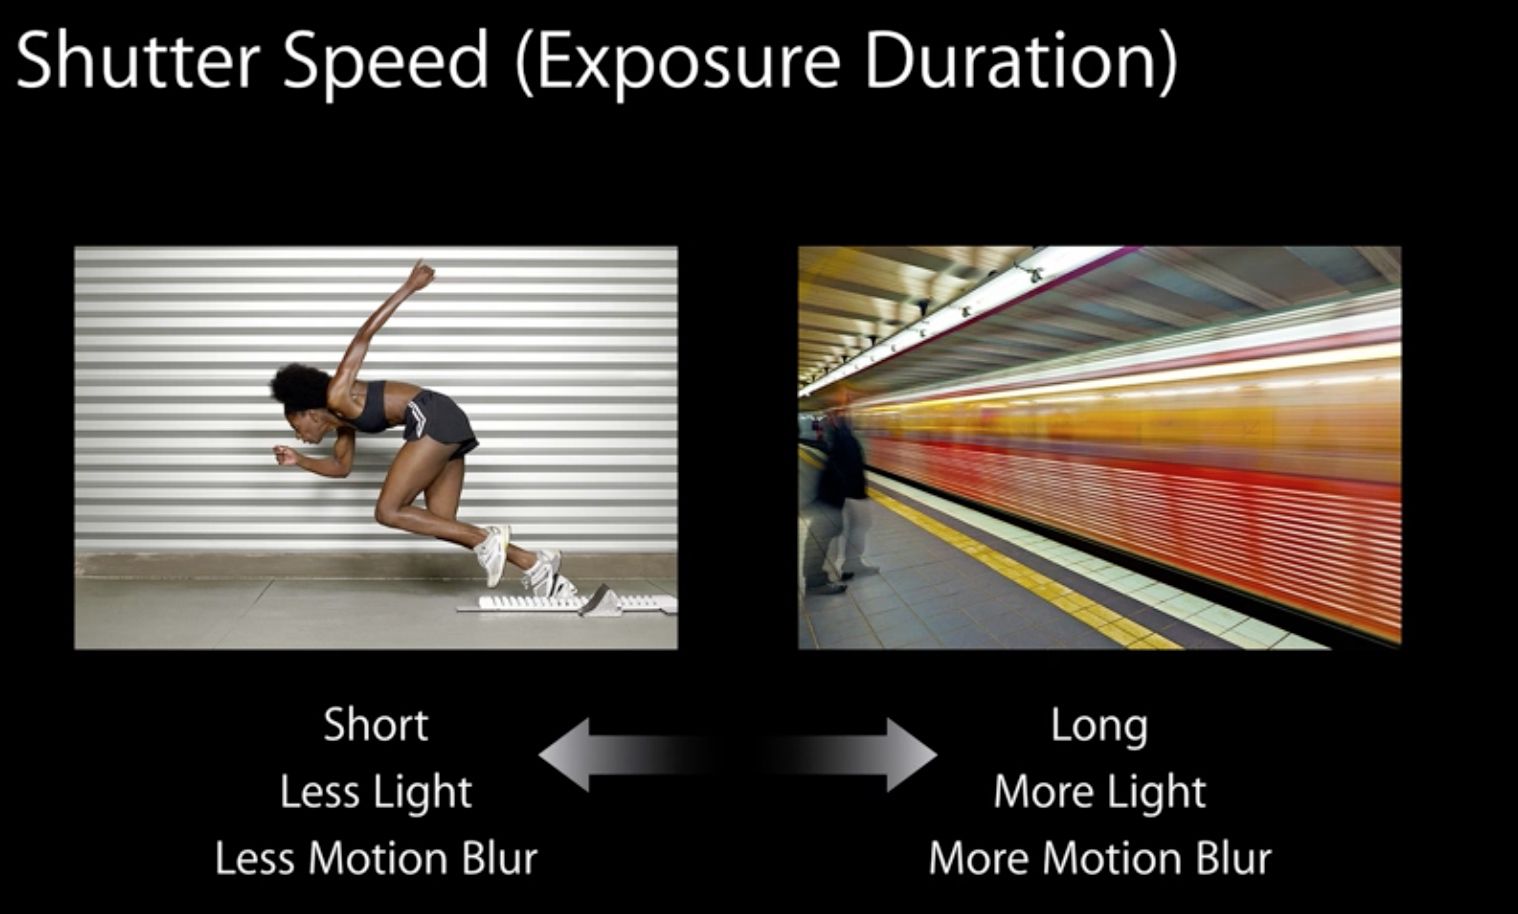 Shutter Speed (Exposure Duration)
Short
Less Light
Less Motion Blur
Long
More Light
More Motion Blur